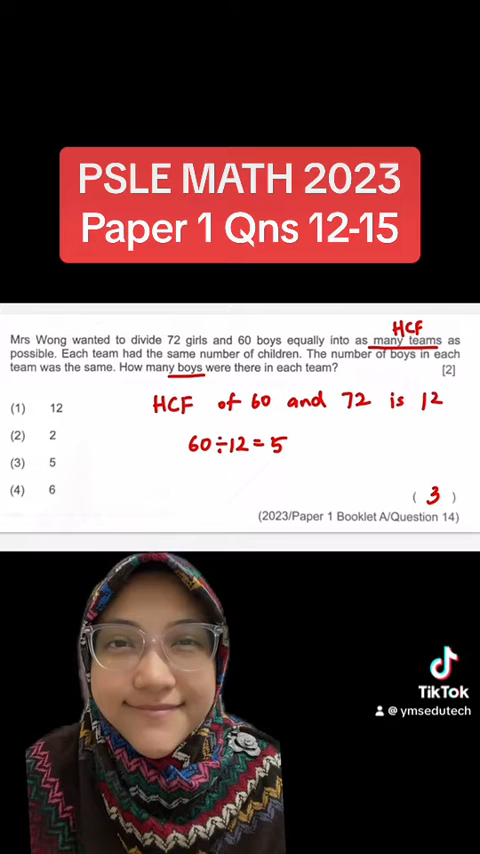 PSLE MATH 2023
Paper 1 Qns 12-15
HCF
Mrs Wong wanted to divide 72 girls and 60 boys equally into as many teams as
possible. Each team had the same number of children. The number of boys in each
team was the same. How many boys were there in each team? [2]
(1) 12
HCF of 60 and 72 is 12
(2) 2
60÷12=5
(3) 5
(4) 6
( 3 )
(2023/Paper 1 Booklet A/Question 14)
TikTok
@ ymsedutech